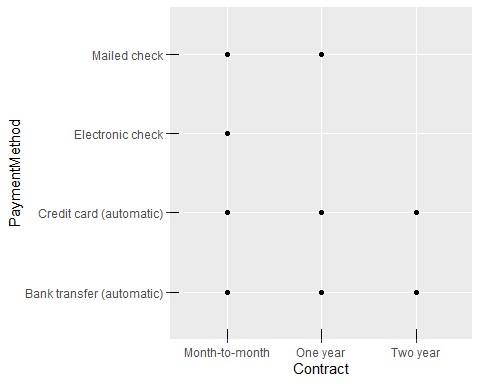 Mailed check
Electronic check
Credit card (automatic)
Bank transfer (automatic)
PaymentMethod
Month-to-month
One year
Two year
Contract